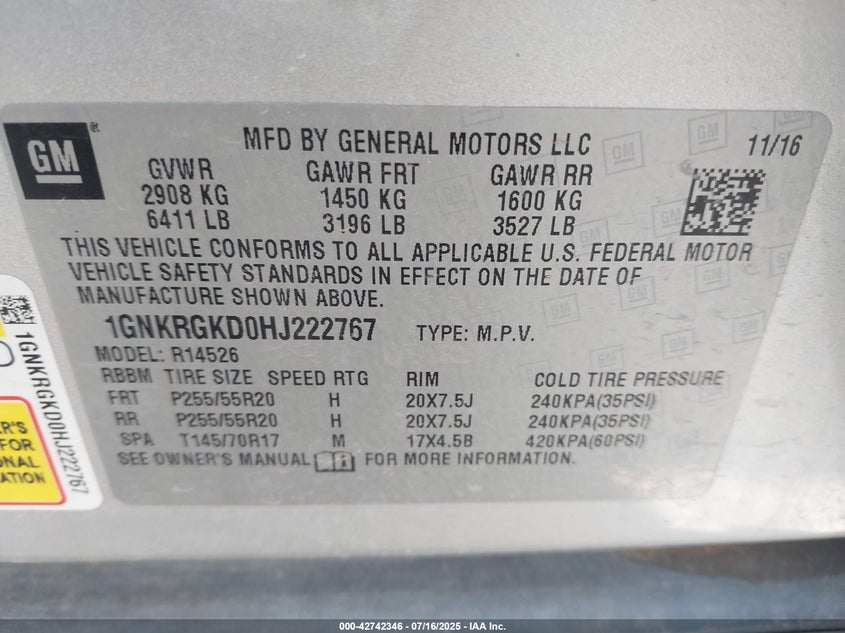 GM
MFD BY GENERAL MOTORS LLC 11/16
GVWR GAWR FRT GAWR RR
2908 KG 1450 KG 1600 KG
6411 LB 3196 LB 3527 LB
THIS VEHICLE CONFORMS TO ALL APPLICABLE U.S. FEDERAL MOTOR
VEHICLE SAFETY STANDARDS IN EFFECT ON THE DATE OF
MANUFACTURE SHOWN ABOVE.
1GNKRGKD0HJ222767 TYPE: M.P.V.
MODEL: R14526
RBBM TIRE SIZE SPEED RTG RIM COLD TIRE PRESSURE
FRT P255/55R20 H 20X7.5J 240KPA(35PSI)
RR P255/55R20 H 20X7.5J 240KPA(35PSI)
SPA T145/70R17 M 17X4.5B 420KPA(60PSI)
SEE OWNER'S MANUAL FOR MORE INFORMATION.
1GNKRGKD0HJ222767
ER'S
FOR
ONAL
ATION
000-42742346 / 07/16/2025 - IAA Inc.